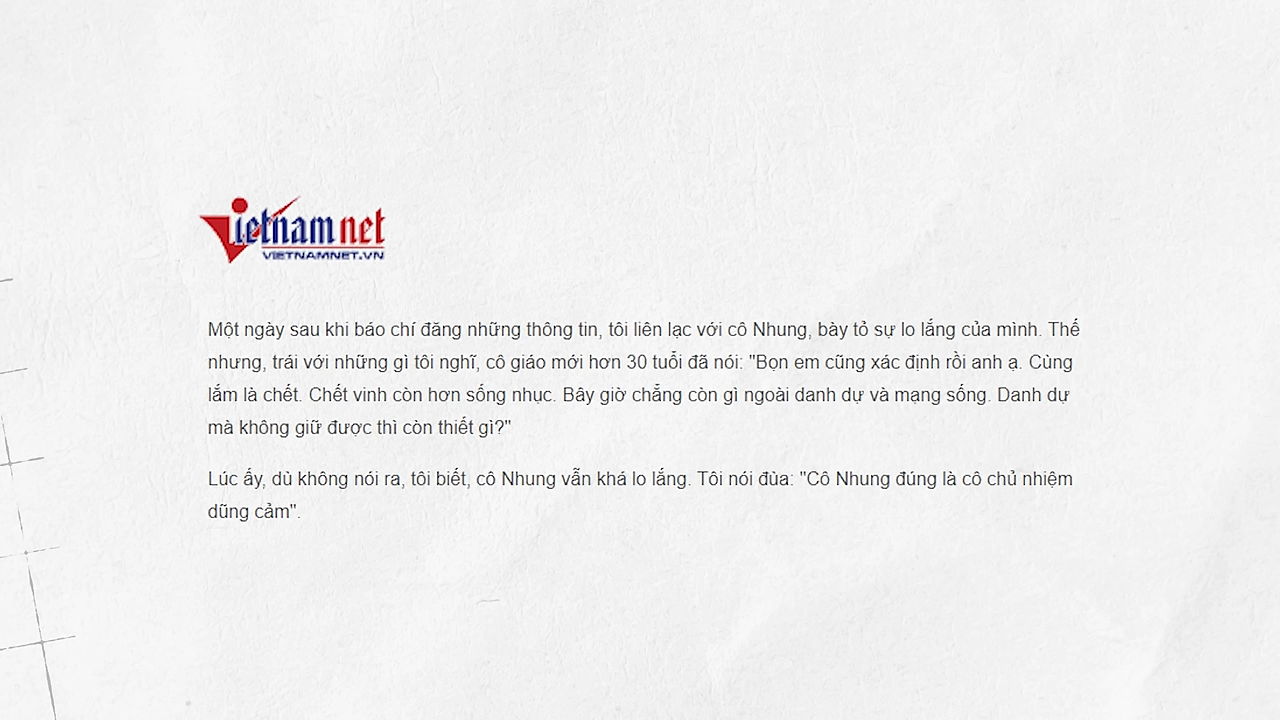 Vietnamnet
VIETNAMNET.VN
Một ngày sau khi báo chí đăng những thông tin, tôi liên lạc với cô Nhung, bày tỏ sự lo lắng của mình. Thế
nhưng, trái với những gì tôi nghĩ, cô giáo mới hơn 30 tuổi đã nói: "Bọn em cũng xác định rồi anh ạ. Cùng
lắm là chết. Chết vinh còn hơn sống nhục. Bây giờ chẳng còn gì ngoài danh dự và mạng sống. Danh dự
mà không giữ được thì còn thiết gì?"
Lúc ấy, dù không nói ra, tôi biết, cô Nhung vẫn khá lo lắng. Tôi nói đùa: "Cô Nhung đúng là cô chủ nhiệm
dũng cảm".